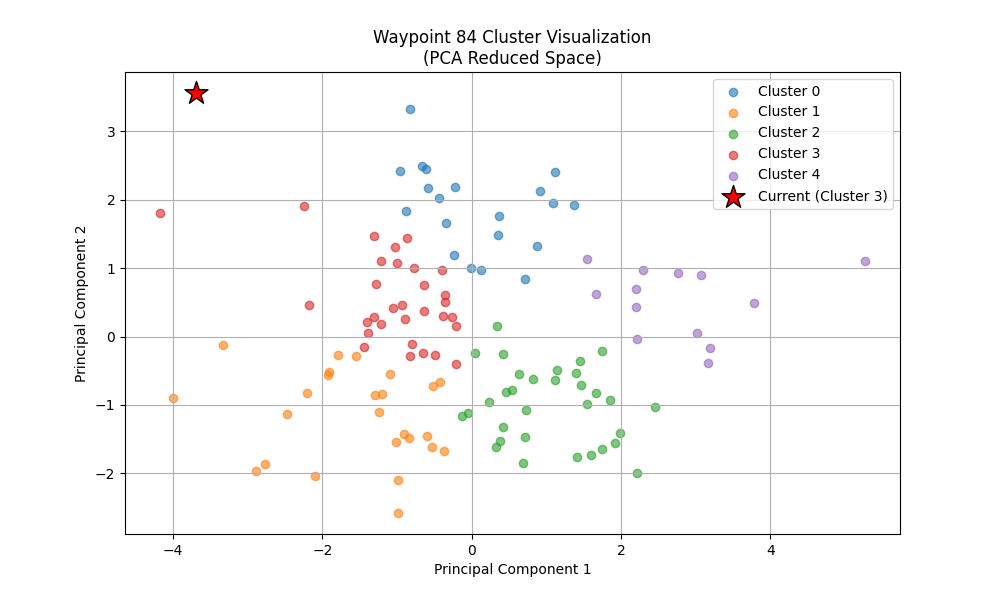 Waypoint 84 Cluster Visualization
(PCA Reduced Space)
Cluster 0
Cluster 1
Cluster 2
Cluster 3
Cluster 4
Current (Cluster 3)
Principal Component 2
3
2
1
0
−1
−2
−4
−2
0
2
4
Principal Component 1